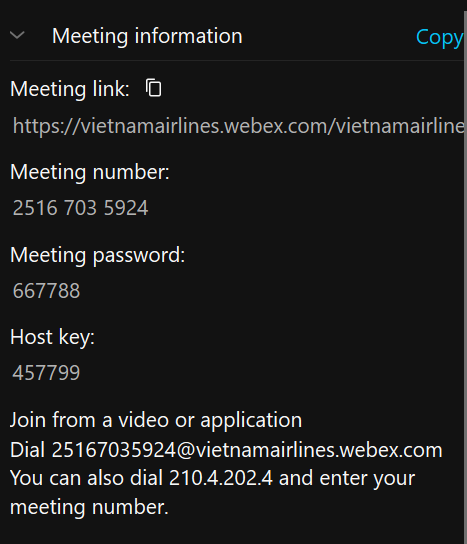 Meeting information
Copy
Meeting link:
https://vietnamairlines.webex.com/vietnamairline
Meeting number:
2516 703 5924
Meeting password:
667788
Host key:
457799
Join from a video or application
Dial 25167035924@vietnamairlines.webex.com
You can also dial 210.4.202.4 and enter your
meeting number.